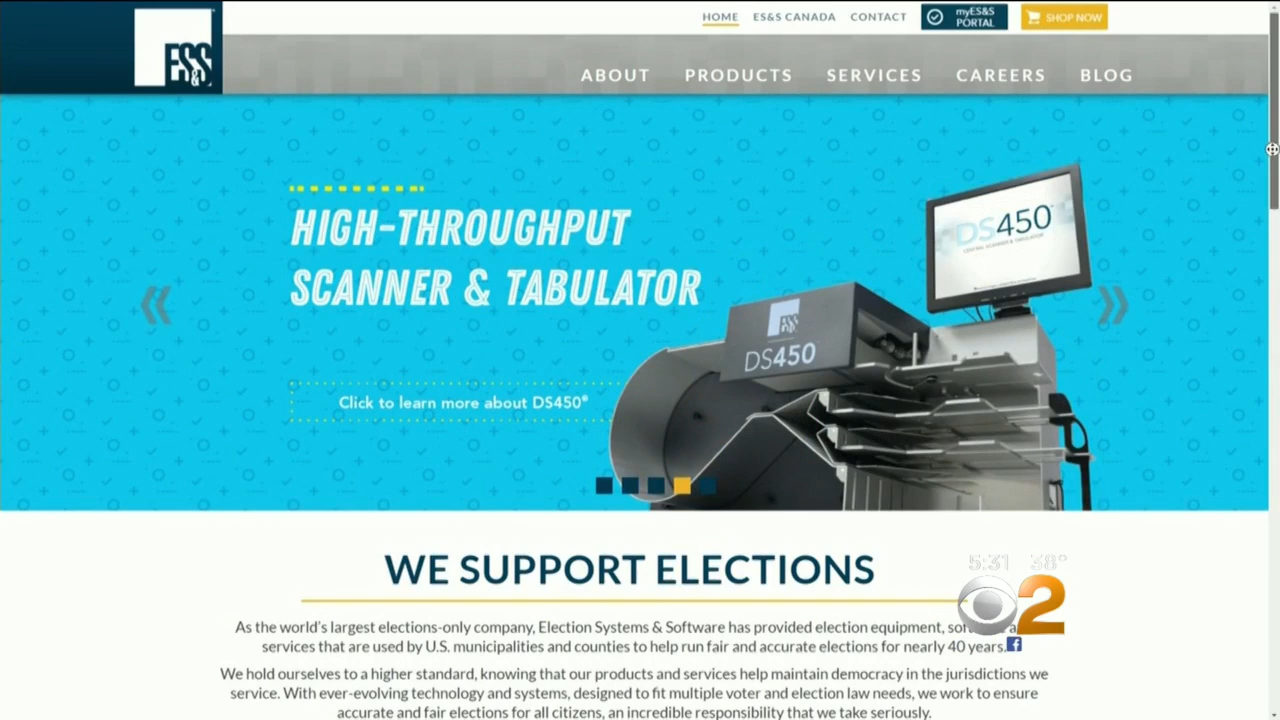 HOME ES&S CANADA CONTACT myES&S PORTAL SHOP NOW
ES&S
ABOUT PRODUCTS SERVICES CAREERS BLOG
HIGH-THROUGHPUT
SCANNER & TABULATOR
DS450
CENTRAL SCANNER & TABULATOR
ES&S
DS450
Click to learn more about DS450®
WE SUPPORT ELECTIONS
5:31 38°
2
As the world's largest elections-only company, Election Systems & Software has provided election equipment,
services that are used by U.S. municipalities and counties to help run fair and accurate elections for nearly 40 years.
We hold ourselves to a higher standard, knowing that our products and services help maintain democracy in the jurisdictions we
service. With ever-evolving technology and systems, designed to fit multiple voter and election law needs, we work to ensure
accurate and fair elections for all citizens, an incredible responsibility that we take seriously.